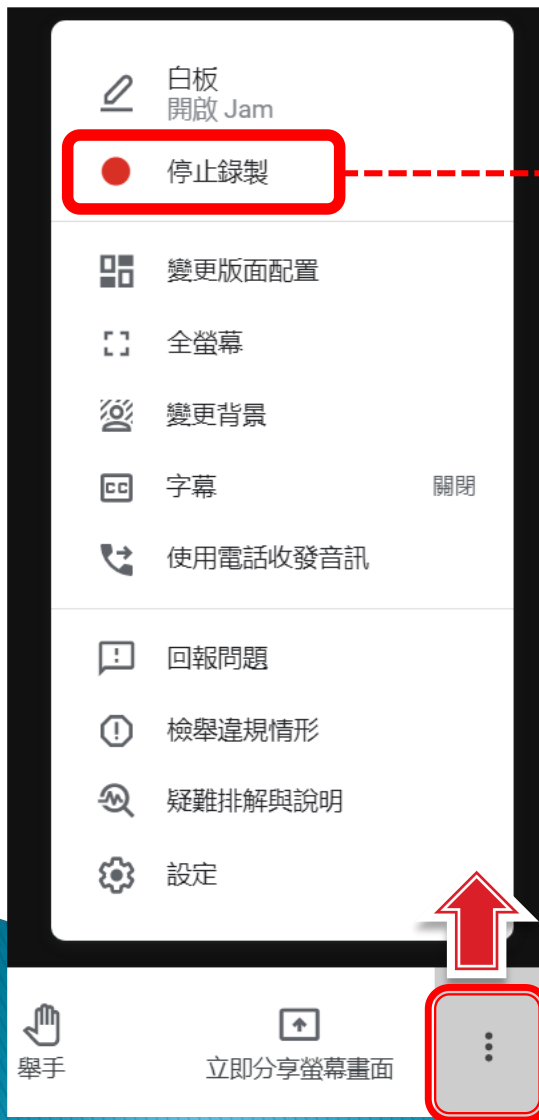 白板
開啟 Jam
停止錄製
變更版面配置
全螢幕
變更背景
CC
字幕
關閉
使用電話收發音訊
回報問題
檢舉違規情形
疑難排解與說明
設定
舉手
立即分享螢幕畫面